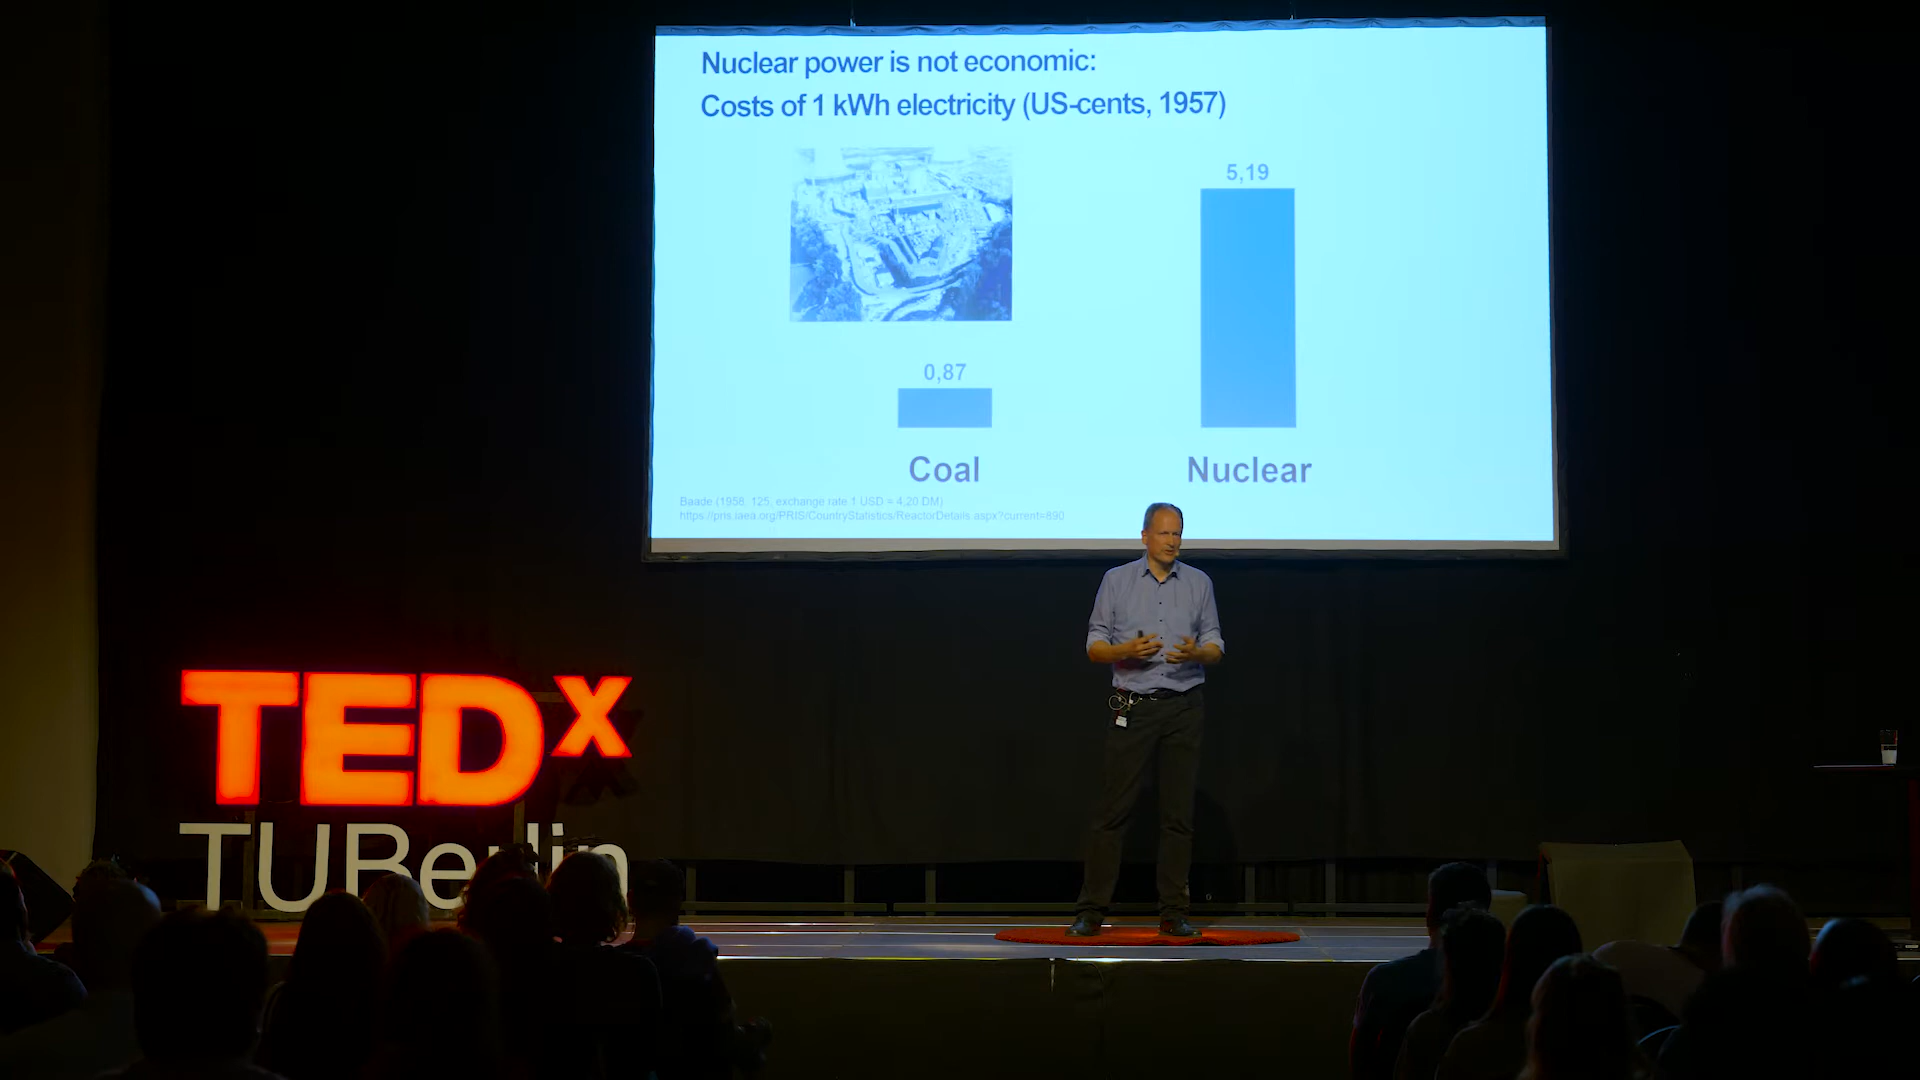 Nuclear power is not economic:
Costs of 1 kWh electricity (US-cents, 1957)
5,19
0,87
Coal
Nuclear
Baade (1958, 125, exchange rate 1 USD = 4.20 DM)
https://pris.iaea.org/PRIS/CountryStatistics/ReactorDetails.aspx?current=890
TEDx
TUBerlin